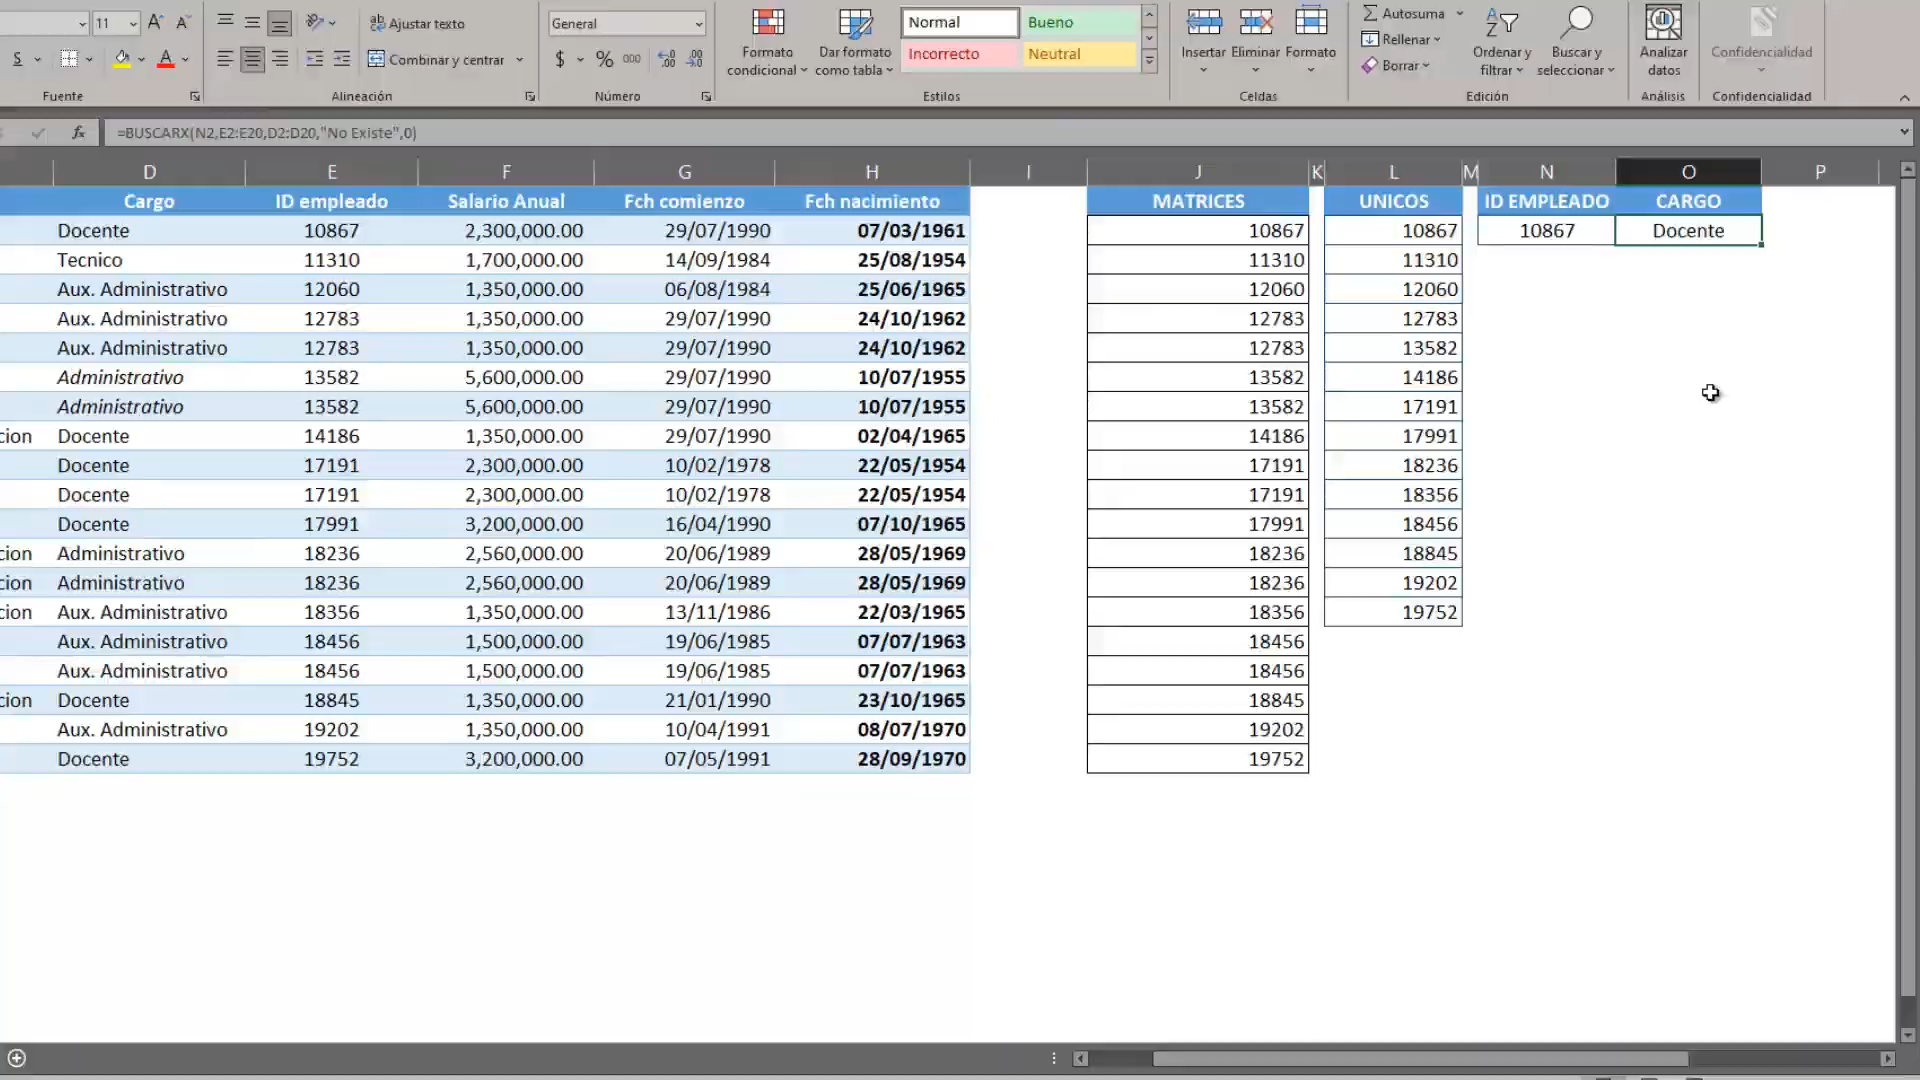 11 A A Ajustar texto General Normal Bueno Σ Autosuma
S A Combinar y centrar $ % 000 Formato condicional Dar formato como tabla Incorrecto Neutral Insertar Eliminar Formato Rellenar Borrar Ordenar y filtrar Buscar y seleccionar Analizar datos Confidencialidad
Fuente Alineación Número Estilos Celdas Edición Análisis Confidencialidad
fx =BUSCARX(N2,E2:E20,D2:D20,"No Existe",0)
D E F G H I J K L M N O P
Cargo ID empleado Salario Anual Fch comienzo Fch nacimiento MATRICES UNICOS ID EMPLEADO CARGO
Docente 10867 2,300,000.00 29/07/1990 07/03/1961 10867 10867 10867 Docente
Tecnico 11310 1,700,000.00 14/09/1984 25/08/1954 11310 11310
Aux. Administrativo 12060 1,350,000.00 06/08/1984 25/06/1965 12060 12060
Aux. Administrativo 12783 1,350,000.00 29/07/1990 24/10/1962 12783 12783
Aux. Administrativo 12783 1,350,000.00 29/07/1990 24/10/1962 12783 13582
Administrativo 13582 5,600,000.00 29/07/1990 10/07/1955 13582 14186
Administrativo 13582 5,600,000.00 29/07/1990 10/07/1955 13582 17191
cion Docente 14186 1,350,000.00 29/07/1990 02/04/1965 14186 17991
Docente 17191 2,300,000.00 10/02/1978 22/05/1954 17191 18236
Docente 17191 2,300,000.00 10/02/1978 22/05/1954 17191 18356
Docente 17991 3,200,000.00 16/04/1990 07/10/1965 17991 18456
cion Administrativo 18236 2,560,000.00 20/06/1989 28/05/1969 18236 18845
cion Administrativo 18236 2,560,000.00 20/06/1989 28/05/1969 18236 19202
cion Aux. Administrativo 18356 1,350,000.00 13/11/1986 22/03/1965 18356 19752
Aux. Administrativo 18456 1,500,000.00 19/06/1985 07/07/1963 18456
Aux. Administrativo 18456 1,500,000.00 19/06/1985 07/07/1963 18456
cion Docente 18845 1,350,000.00 21/01/1990 23/10/1965 18845
Aux. Administrativo 19202 1,350,000.00 10/04/1991 08/07/1970 19202
Docente 19752 3,200,000.00 07/05/1991 28/09/1970 19752